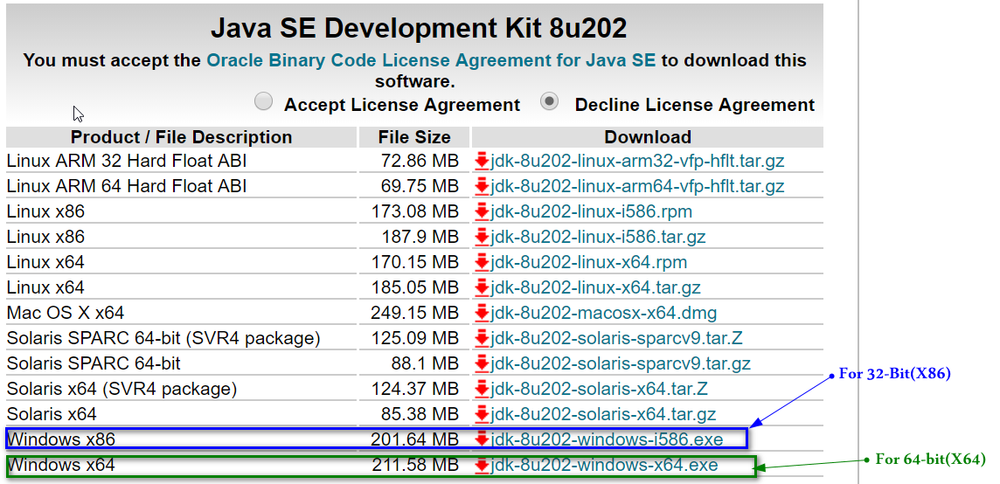 Java SE Development Kit 8u202
You must accept the Oracle Binary Code License Agreement for Java SE to download this
software.
Accept License Agreement Decline License Agreement
Product / File Description File Size Download
Linux ARM 32 Hard Float ABI 72.86 MB jdk-8u202-linux-arm32-vfp-hflt.tar.gz
Linux ARM 64 Hard Float ABI 69.75 MB jdk-8u202-linux-arm64-vfp-hflt.tar.gz
Linux x86 173.08 MB jdk-8u202-linux-i586.rpm
Linux x86 187.9 MB jdk-8u202-linux-i586.tar.gz
Linux x64 170.15 MB jdk-8u202-linux-x64.rpm
Linux x64 185.05 MB jdk-8u202-linux-x64.tar.gz
Mac OS X x64 249.15 MB jdk-8u202-macosx-x64.dmg
Solaris SPARC 64-bit (SVR4 package) 125.09 MB jdk-8u202-solaris-sparcv9.tar.Z
Solaris SPARC 64-bit 88.1 MB jdk-8u202-solaris-sparcv9.tar.gz
Solaris x64 (SVR4 package) 124.37 MB jdk-8u202-solaris-x64.tar.Z
Solaris x64 85.38 MB jdk-8u202-solaris-x64.tar.gz
Windows x86 201.64 MB jdk-8u202-windows-i586.exe
Windows x64 211.58 MB jdk-8u202-windows-x64.exe
For 32-Bit(X86)
For 64-bit(X64)